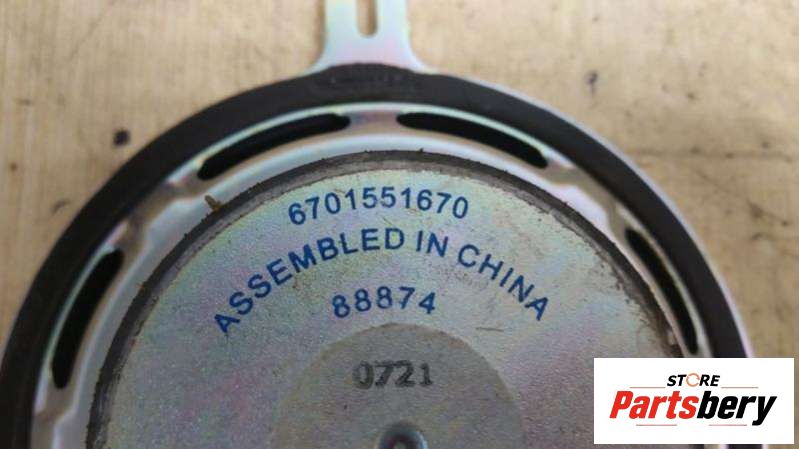 6701551670
ASSEMBLED IN CHINA
88874
0721
STORE
Partsbery